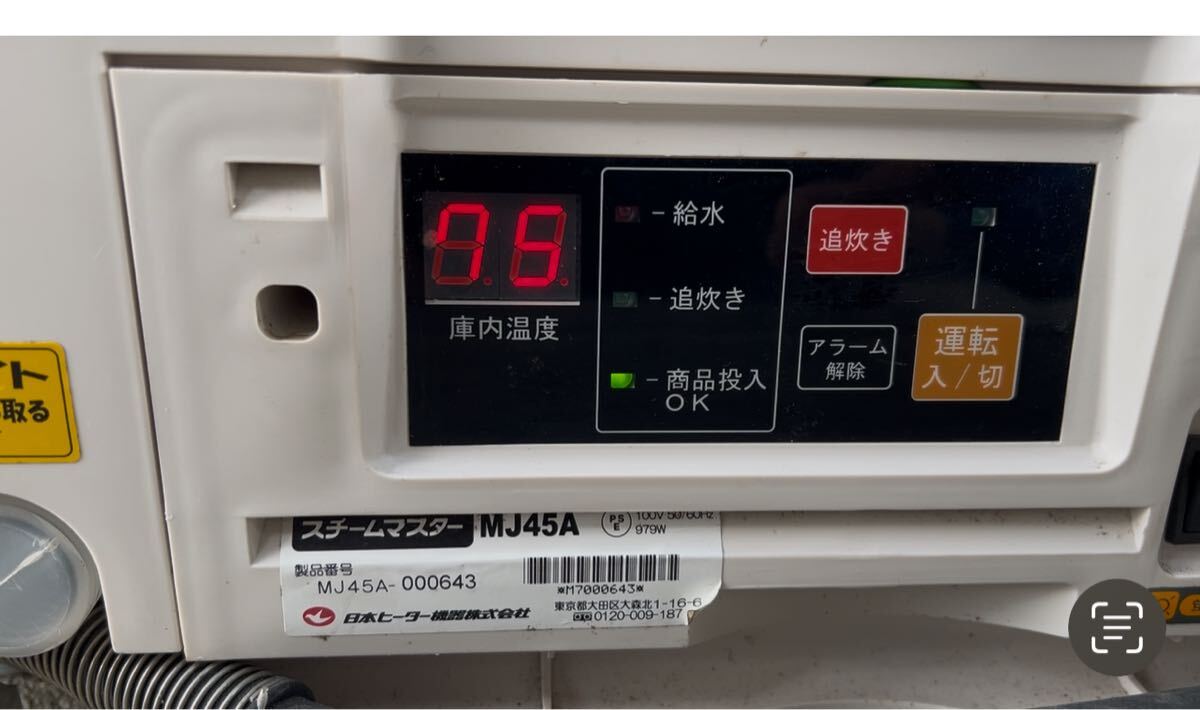 75
庫内温度
給水
追炊き
商品投入
OK
追炊き
アラーム
解除
運転
入/切
イト
取る
スチームマスター MJ45A
PS
E
100V 50/60Hz
979W
製品番号
MJ45A-000643
*M7000643*
日本ヒーター機器株式会社
東京都大田区大森北1-16-6
0120-009-187